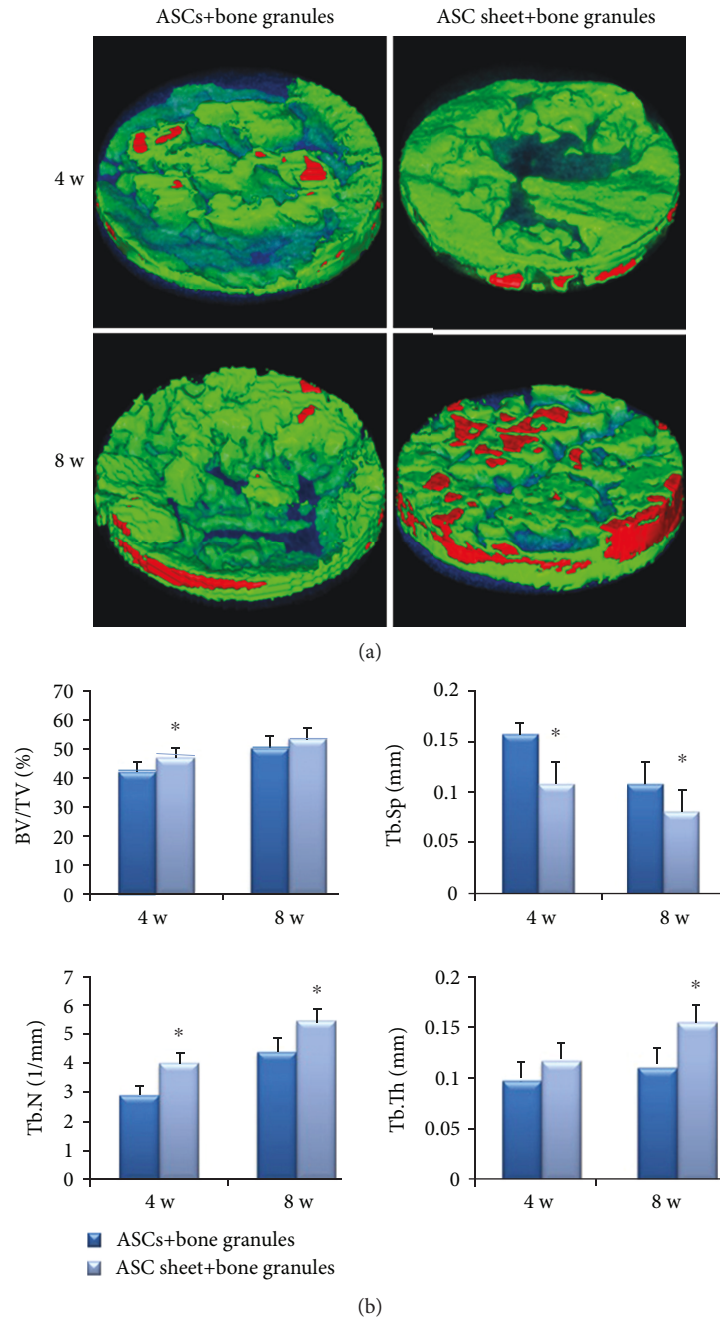 ASCs+bone granules
ASC sheet+bone granules
4 w
8 w
(a)
70
60
50
40
30
20
10
0
BV/TV (%)
*
4 w
8 w
0.2
0.15
0.1
0.05
0
Tb.Sp (mm)
*
*
4 w
8 w
7
6
5
4
3
2
1
0
Tb.N (1/mm)
*
*
4 w
8 w
0.2
0.15
0.1
0.05
0
Tb.Th (mm)
*
4 w
8 w
ASCs+bone granules
ASC sheet+bone granules
(b)